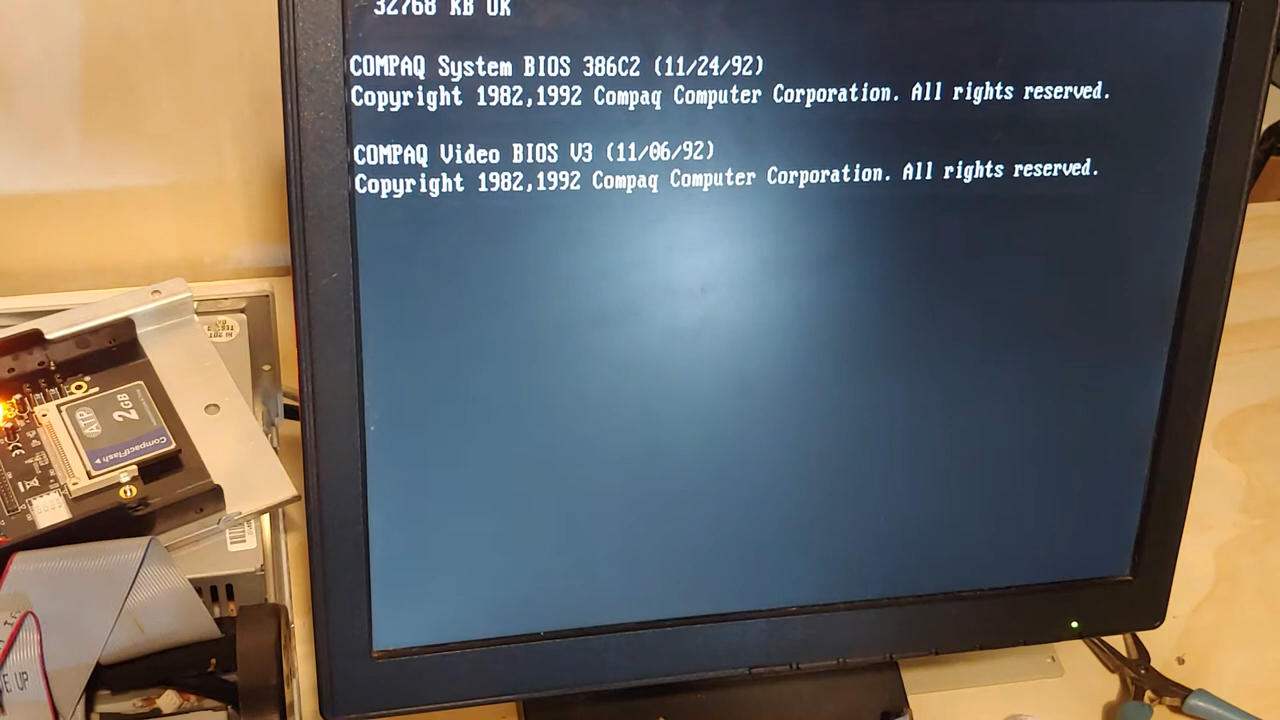 32768 KB OK
COMPAQ System BIOS 386C2 (11/24/92)
Copyright 1982,1992 Compaq Computer Corporation. All rights reserved.
COMPAQ Video BIOS V3 (11/06/92)
Copyright 1982,1992 Compaq Computer Corporation. All rights reserved.
ATP
2GB
CompactFlash
E UP